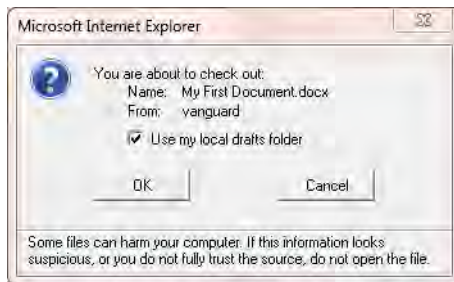 Microsoft Internet Explorer
You are about to check out:
Name: My First Document.docx
From: vanguard
Use my local drafts folder
OK
Cancel
Some files can harm your computer. If this information looks
suspicious, or you do not fully trust the source, do not open the file.